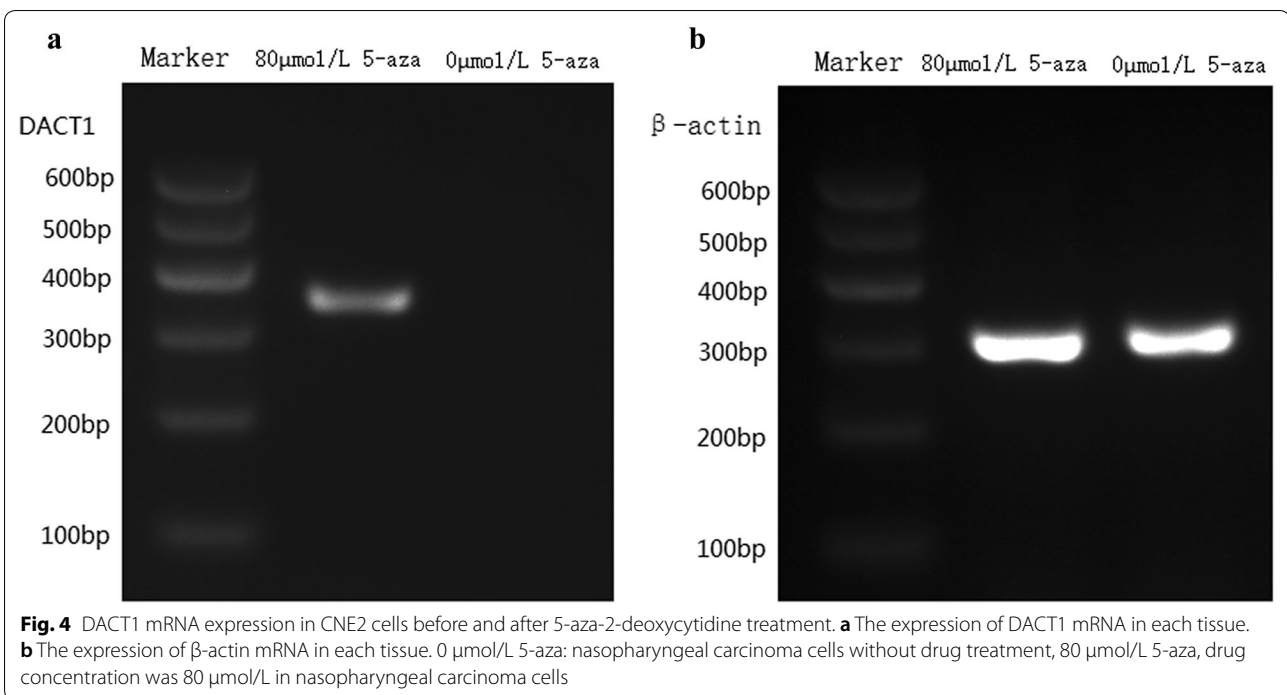 a
Marker 80μmol/L 5-aza 0μmol/L 5-aza
DACT1
600bp
500bp
400bp
300bp
200bp
100bp
b
Marker 80μmol/L 5-aza 0μmol/L 5-aza
β-actin
600bp
500bp
400bp
300bp
200bp
100bp
Fig. 4 DACT1 mRNA expression in CNE2 cells before and after 5-aza-2-deoxycytidine treatment. a The expression of DACT1 mRNA in each tissue.
b The expression of β-actin mRNA in each tissue. 0 μmol/L 5-aza: nasopharyngeal carcinoma cells without drug treatment, 80 μmol/L 5-aza, drug
concentration was 80 μmol/L in nasopharyngeal carcinoma cells